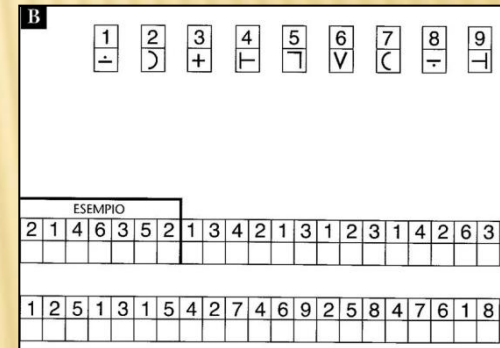 B
1 2 3 4 5 6 7 8 9
∸ ) + ⊢ ㄱ V ( ⨪ ⊣
ESEMPIO
2 1 4 6 3 5 2 1 3 4 2 1 3 1 2 3 1 4 2 6 3
1 2 5 1 3 1 5 4 2 7 4 6 9 2 5 8 4 7 6 1 8